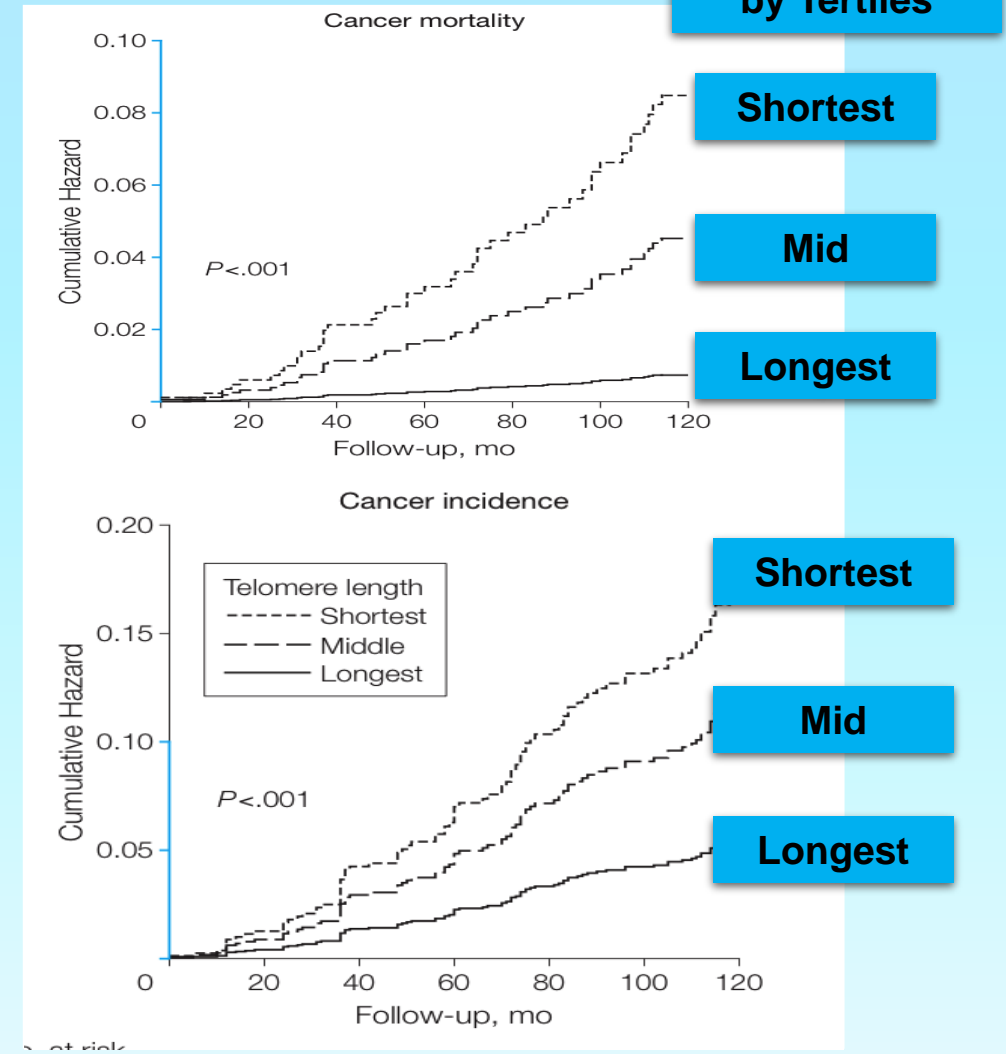 by Tertiles
Cancer mortality
Cumulative Hazard
0.10
0.08
0.06
0.04
0.02
P<.001
Shortest
Mid
Longest
0 20 40 60 80 100 120
Follow-up, mo
Cancer incidence
Cumulative Hazard
0.20
0.15
0.10
0.05
Telomere length
Shortest
Middle
Longest
P<.001
Shortest
Mid
Longest
0 20 40 60 80 100 120
Follow-up, mo
at risk